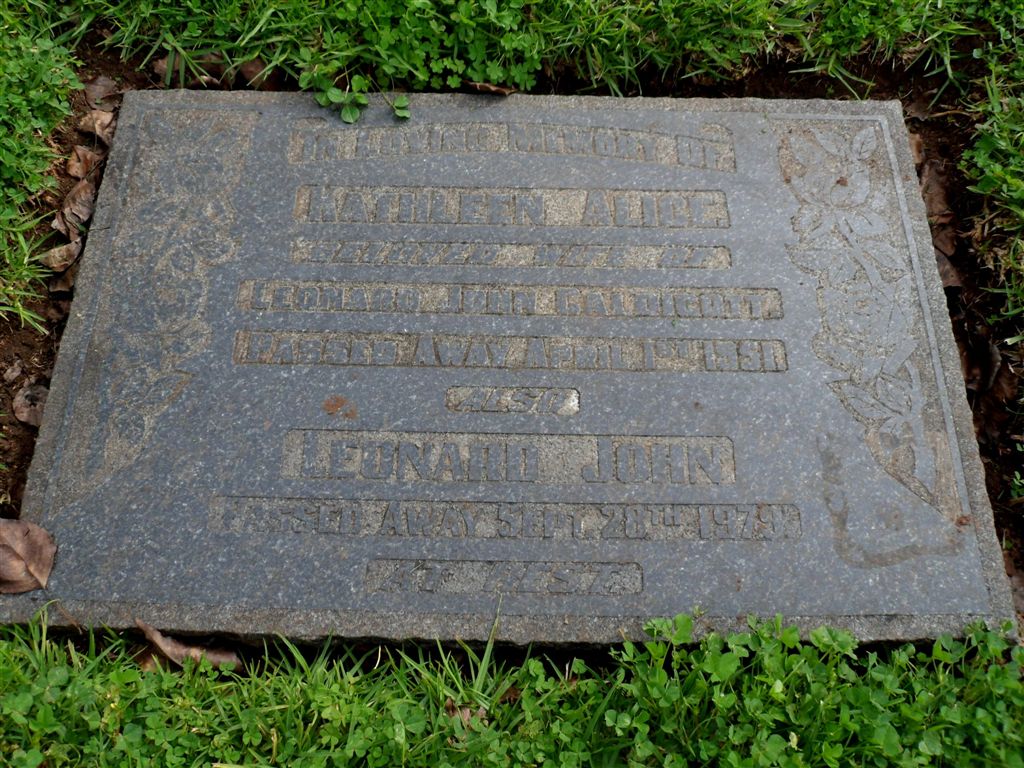 IN LOVING MEMORY OF
KATHLEEN ALICE
BELOVED WIFE OF
LEONARD JOHN CALDICOTT.
PASSED AWAY APRIL 1ST 1951.
ALSO
LEONARD JOHN
PASSED AWAY SEPT. 28TH 1979.
AT REST.